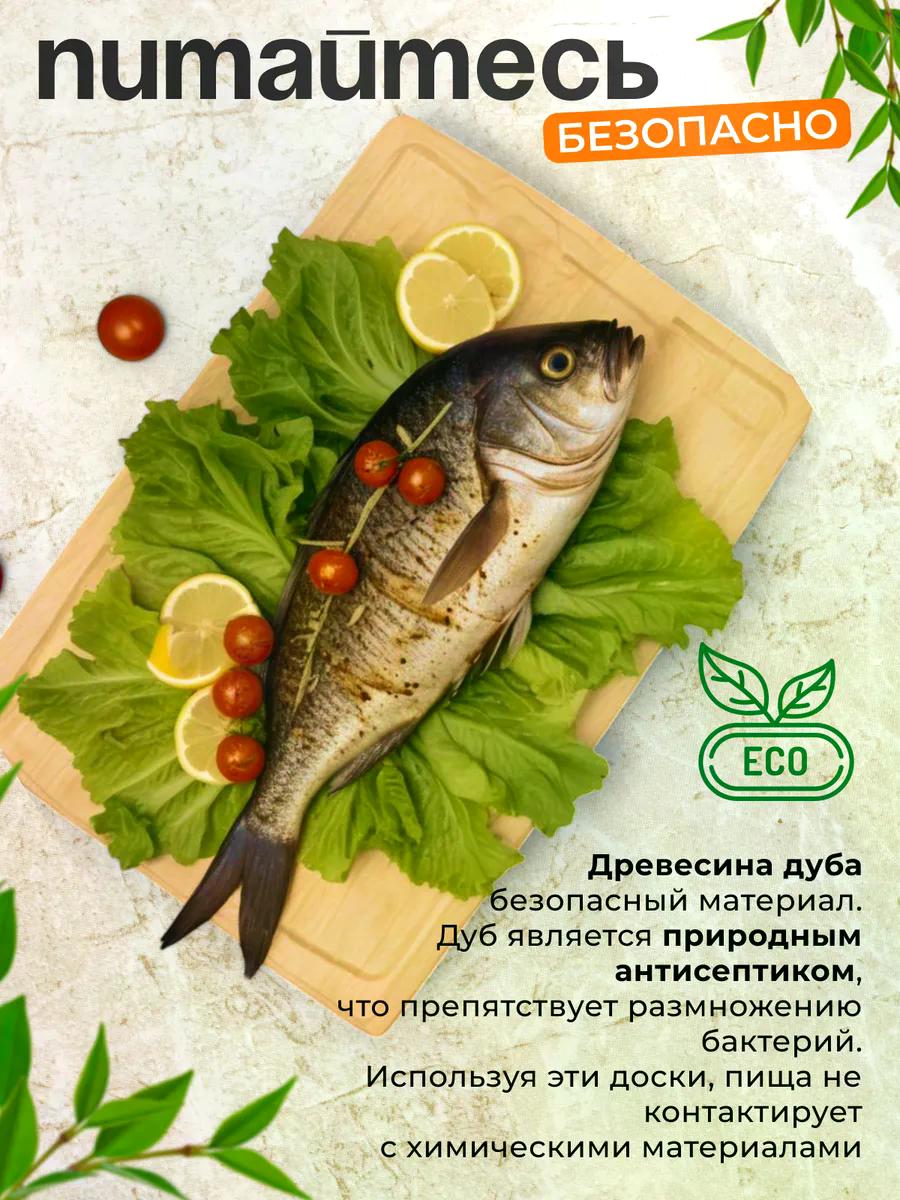 питайтесь
БЕЗОПАСНО
ECO
Древесина дуба
безопасный материал.
Дуб является природным
антисептиком,
что препятствует размножению
бактерий.
Используя эти доски, пища не
контактирует
с химическими материалами